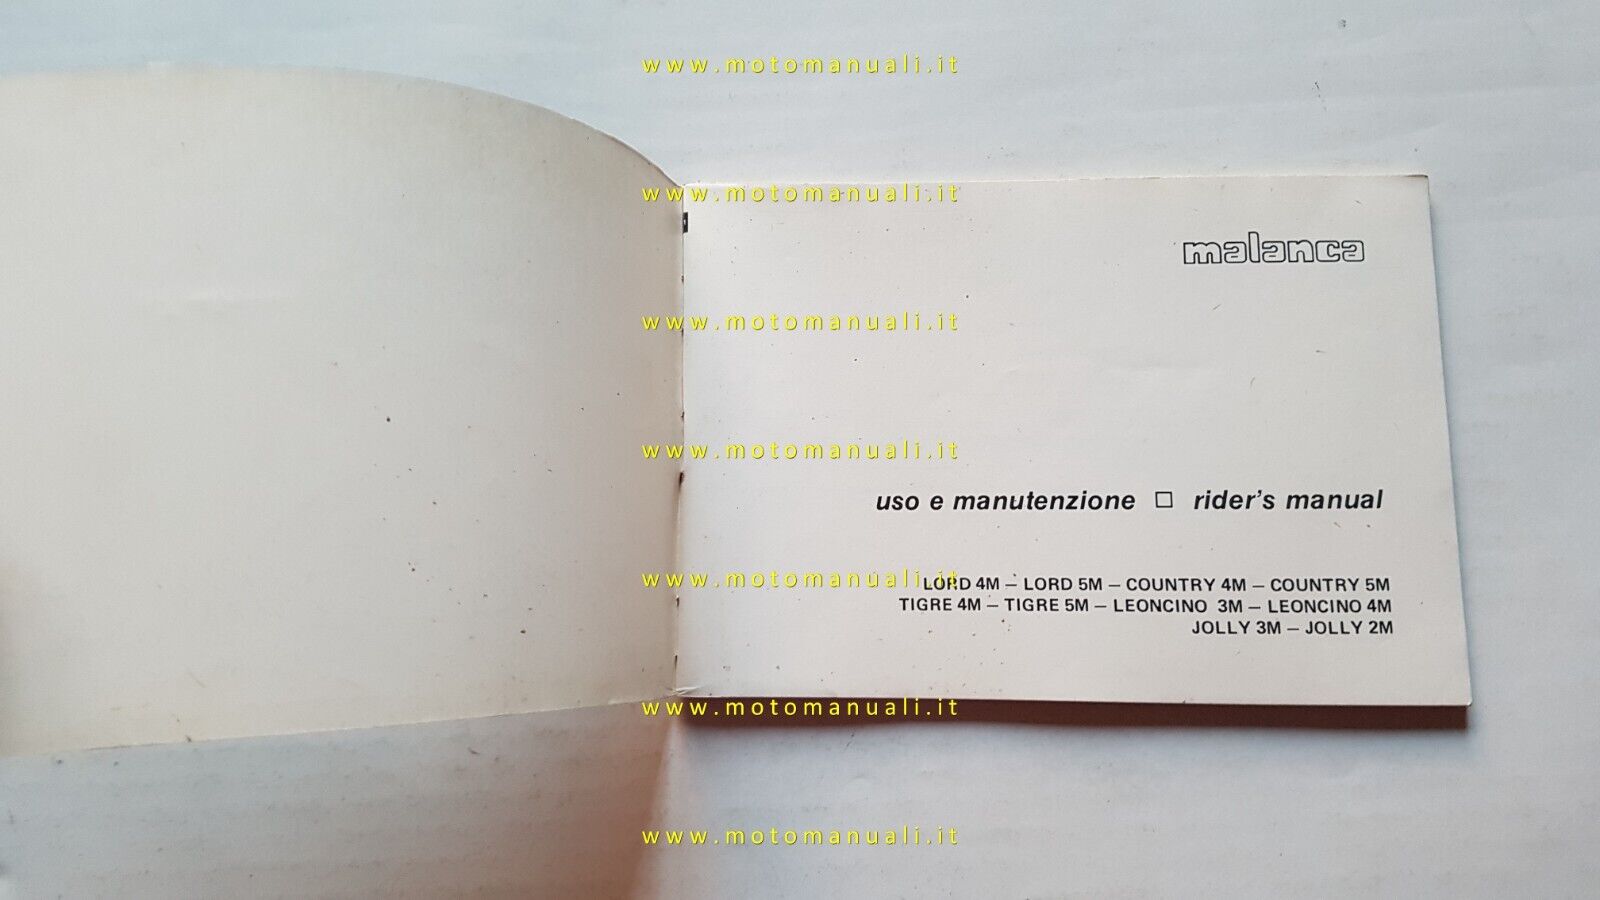 www.motomanuali.it
www.motomanuali.it
malanca
www.motomanuali.it
www.motomanuali.it
uso e manutenzione □ rider's manual
www.motomanuali.it
LORD 4M – LORD 5M – COUNTRY 4M – COUNTRY 5M
TIGRE 4M – TIGRE 5M – LEONCINO 3M – LEONCINO 4M
JOLLY 3M – JOLLY 2M
www.motomanuali.it
www.motomanuali.it